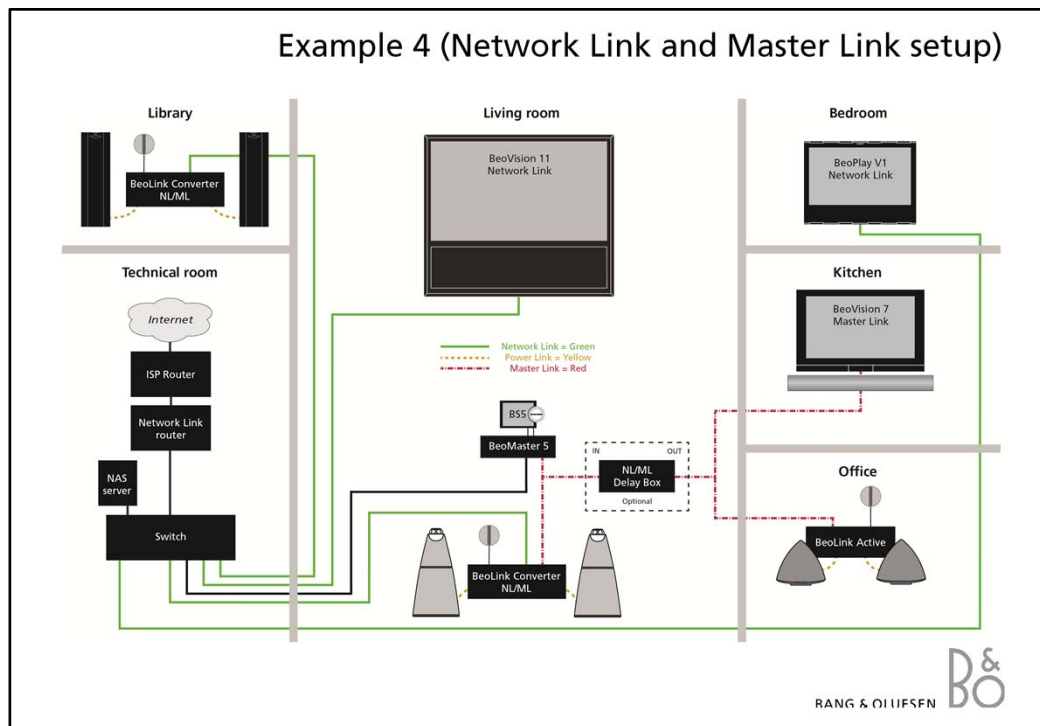 Example 4 (Network Link and Master Link setup)
Library
BeoLink Converter
NL/ML
Living room
BeoVision 11
Network Link
Bedroom
BeoPlay V1
Network Link
Technical room
Internet
ISP Router
Network Link
router
NAS
server
Switch
Network Link = Green
Power Link = Yellow
Master Link = Red
BS5
BeoMaster 5
IN
OUT
NL/ML
Delay Box
Optional
BeoLink Converter
NL/ML
Kitchen
BeoVision 7
Master Link
Office
BeoLink Active
BANG & OLUFSEN
B&O